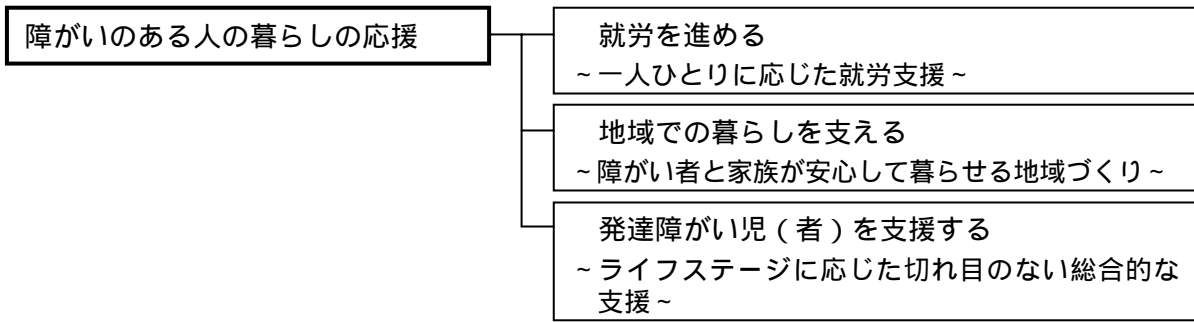 障がいのある人の暮らしの応援
就労を進める
~一人ひとりに応じた就労支援~
地域での暮らしを支える
~障がい者と家族が安心して暮らせる地域づくり~
発達障がい児(者)を支援する
~ライフステージに応じた切れ目のない総合的な
支援~